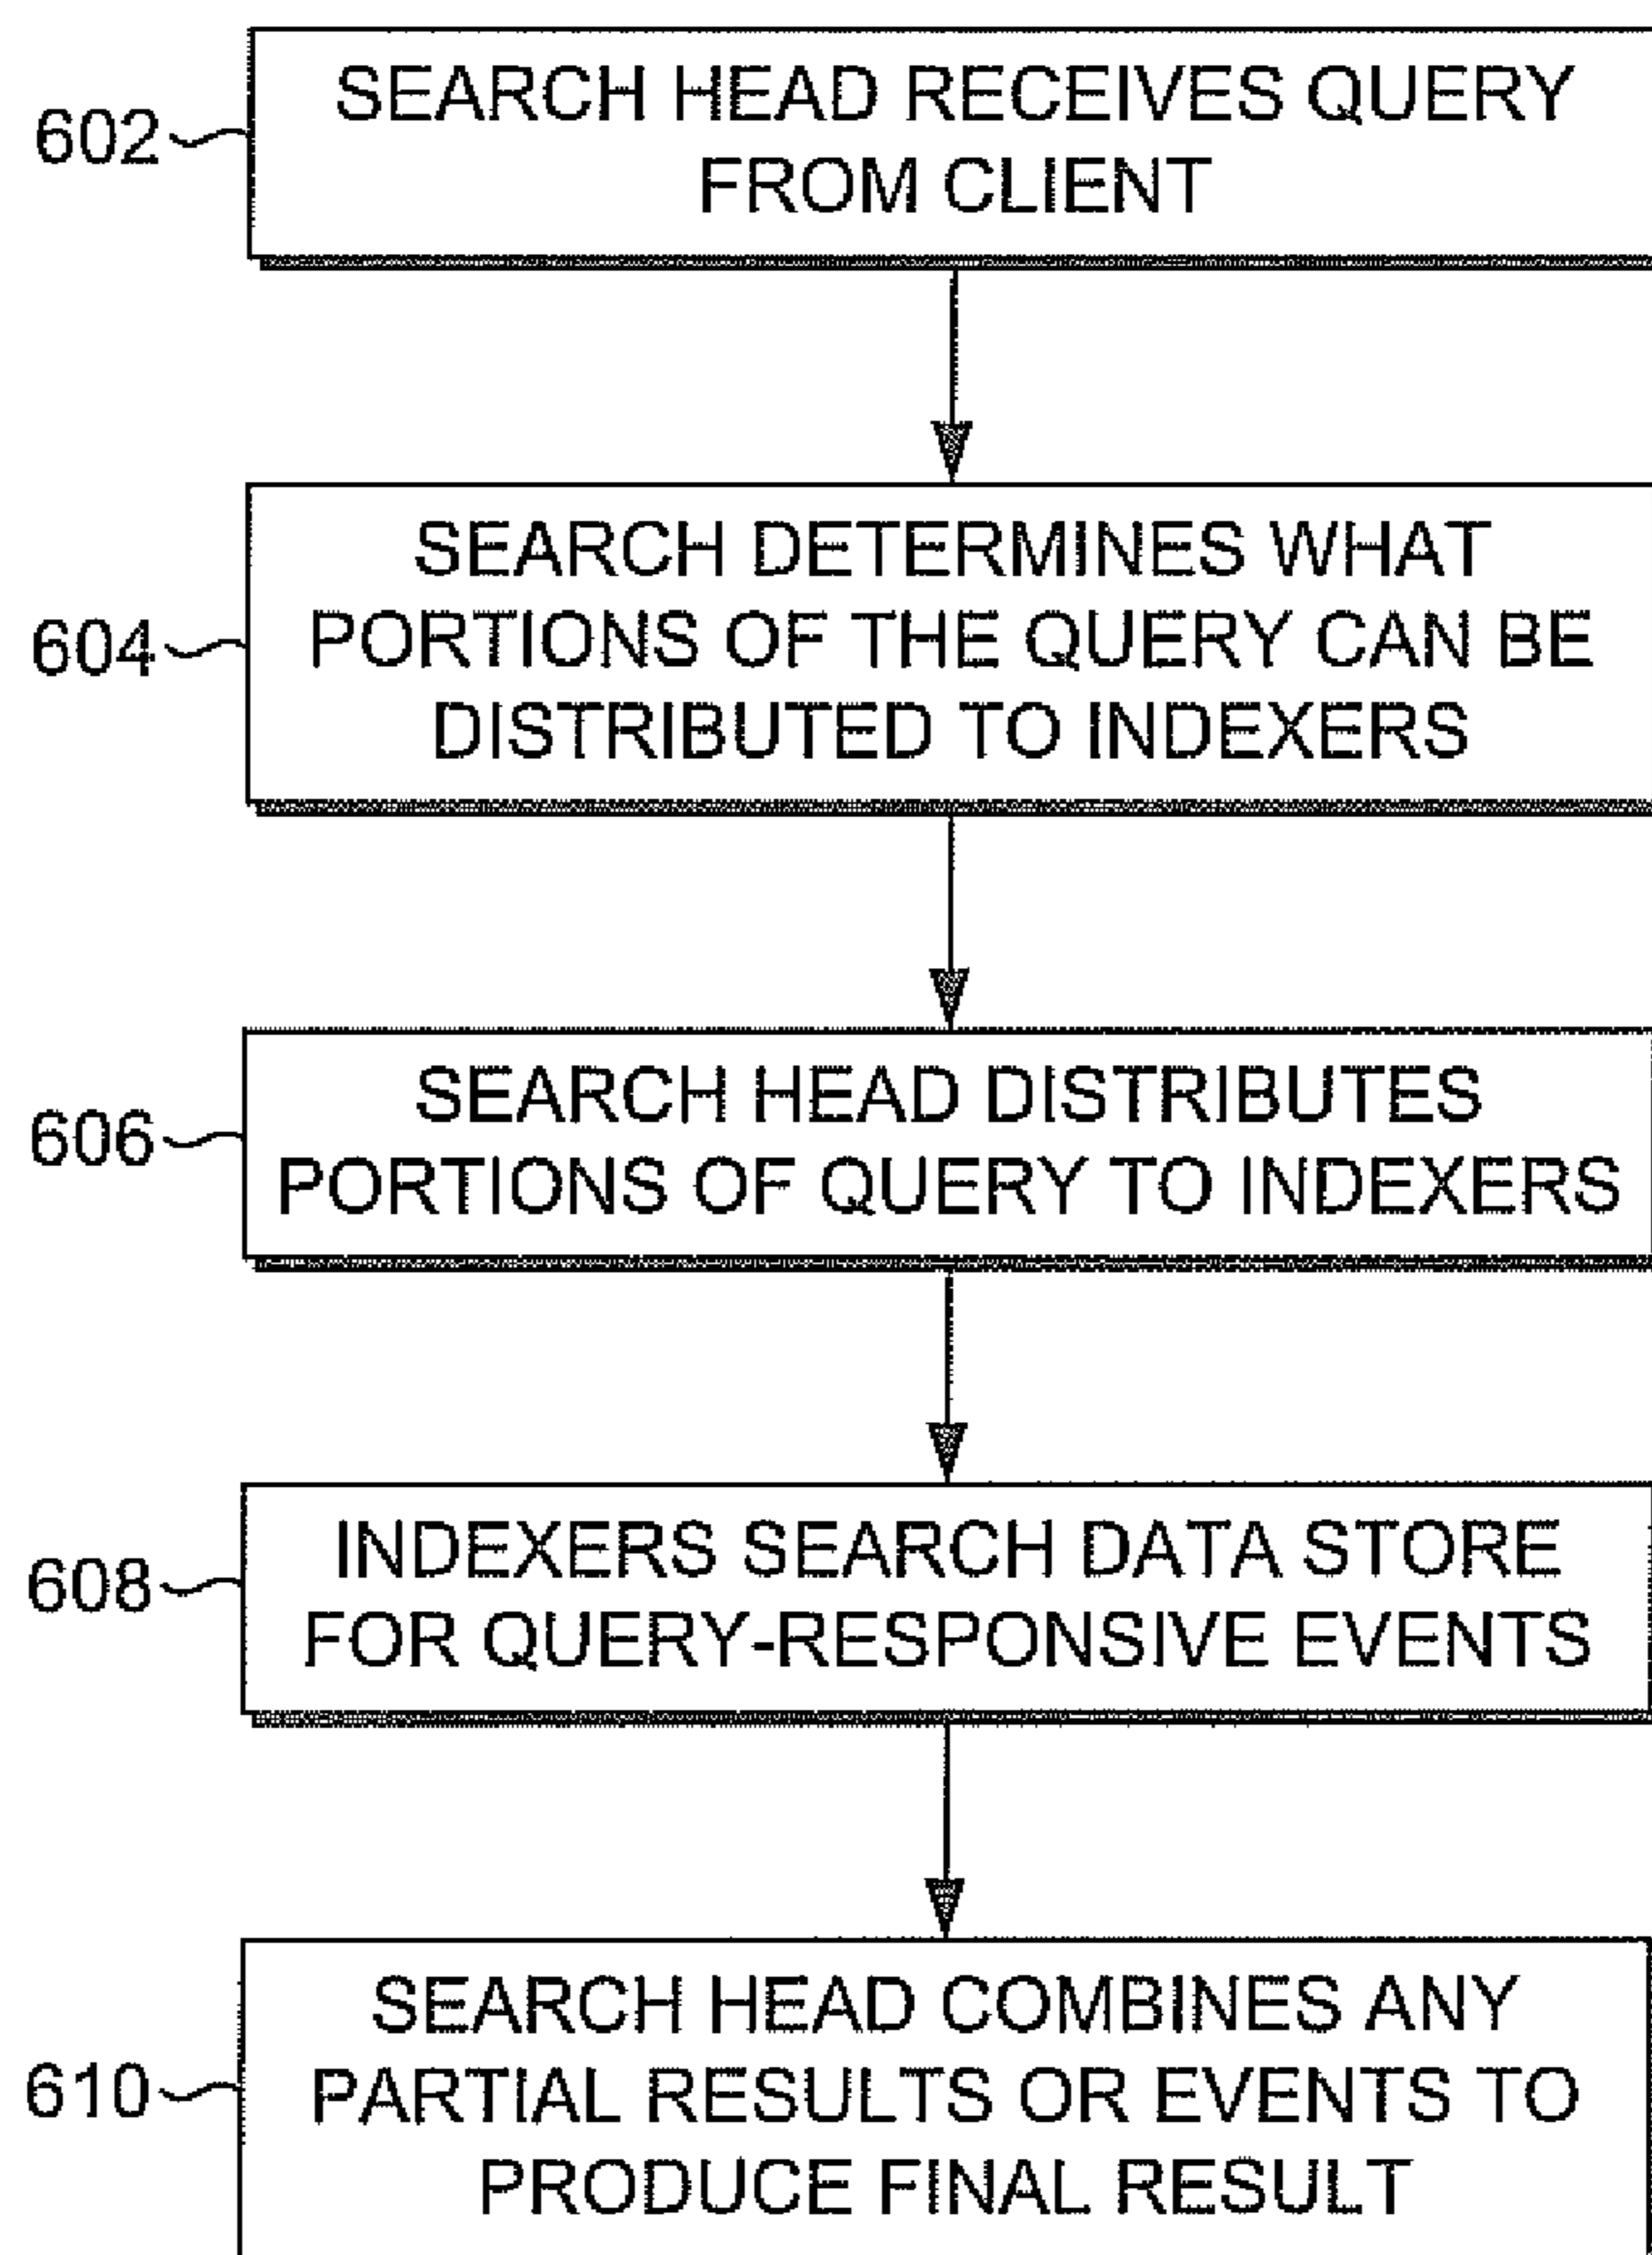 602
SEARCH HEAD RECEIVES QUERY
FROM CLIENT
604
SEARCH DETERMINES WHAT
PORTIONS OF THE QUERY CAN BE
DISTRIBUTED TO INDEXERS
606
SEARCH HEAD DISTRIBUTES
PORTIONS OF QUERY TO INDEXERS
608
INDEXERS SEARCH DATA STORE
FOR QUERY-RESPONSIVE EVENTS
610
SEARCH HEAD COMBINES ANY
PARTIAL RESULTS OR EVENTS TO
PRODUCE FINAL RESULT